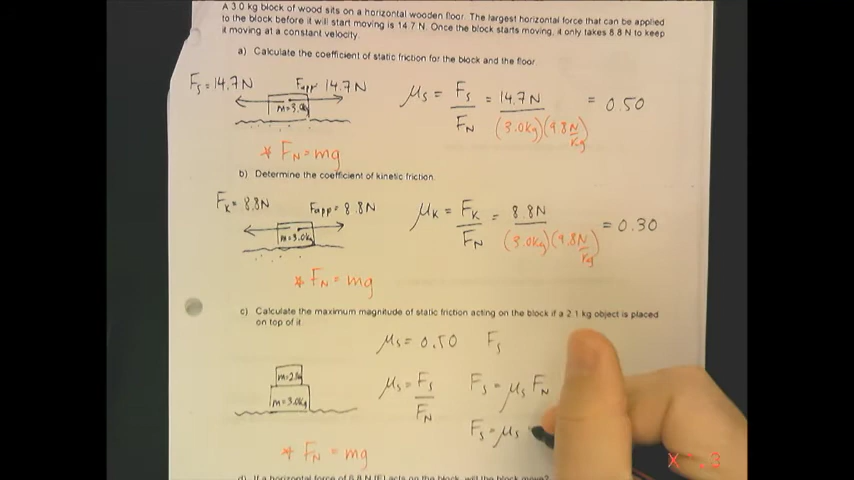 A 3.0 kg block of wood sits on a horizontal wooden floor. The largest horizontal force that can be applied
to the block before it will start moving is 14.7 N. Once the block starts moving, it only takes 8.8 N to keep
it moving at a constant velocity.
a) Calculate the coefficient of static friction for the block and the floor.
Fs = 14.7N Fapp 14.7N
m=3.0kg
μs = Fs / FN = 14.7N / (3.0kg)(9.8 N/kg) = 0.50
* FN = mg
b) Determine the coefficient of kinetic friction.
Fk = 8.8N Fapp = 8.8N
m=3.0kg
μk = Fk / FN = 8.8N / (3.0kg)(9.8 N/kg) = 0.30
* FN = mg
c) Calculate the maximum magnitude of static friction acting on the block if a 2.1 kg object is placed
on top of it.
μs = 0.50 Fs
m=3.0kg
μs = Fs / FN Fs = μs FN
Fs = μs
* FN = mg
x .3